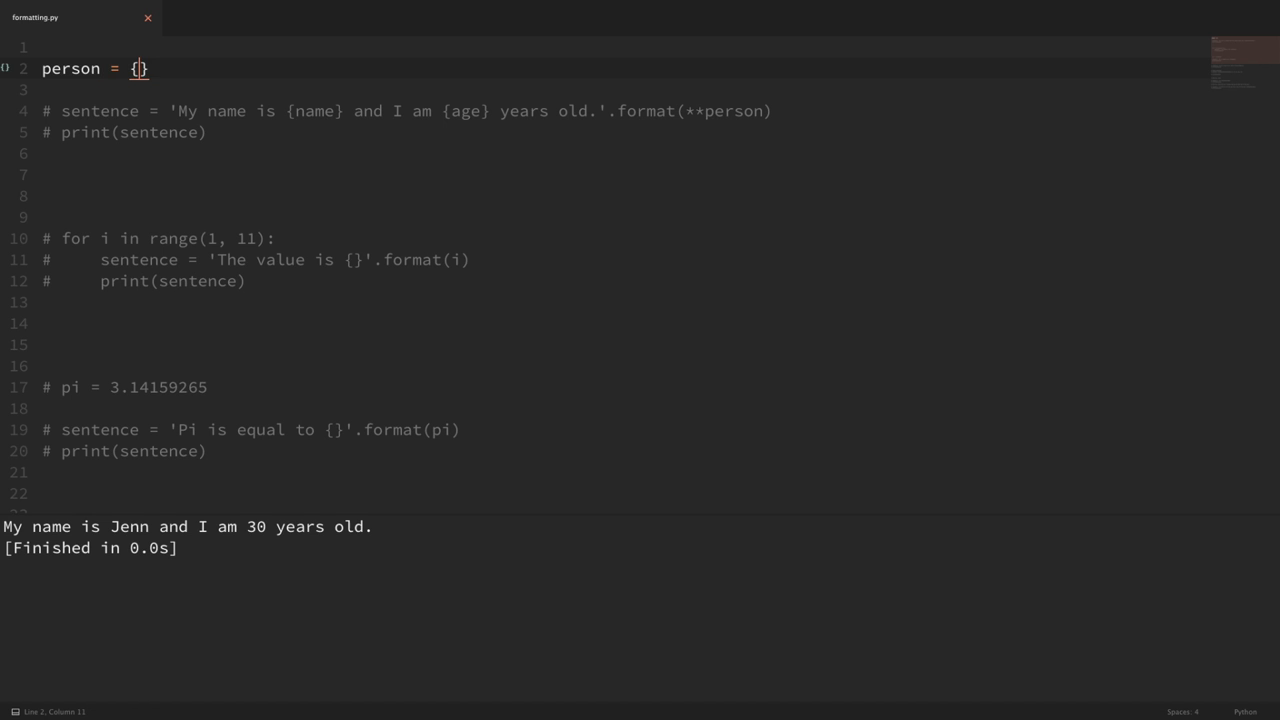 formatting.py
1
{} 2 person = {}
3
4 # sentence = 'My name is {name} and I am {age} years old.'.format(**person)
5 # print(sentence)
6
7
8
9
10 # for i in range(1, 11):
11 #     sentence = 'The value is {}'.format(i)
12 #     print(sentence)
13
14
15
16
17 # pi = 3.14159265
18
19 # sentence = 'Pi is equal to {}'.format(pi)
20 # print(sentence)
21
22
My name is Jenn and I am 30 years old.
[Finished in 0.0s]
Line 2, Column 11 Spaces: 4 Python